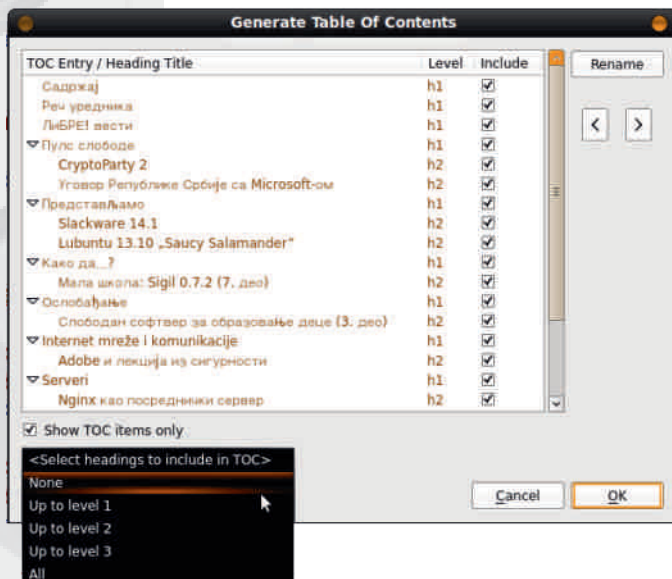 Generate Table Of Contents
TOC Entry / Heading Title Level Include
Rename
Садржај h1
Реч уредника h1
ЛиБРЕ! вести h1
< >
Пулс слободе h1
CryptoParty 2 h2
Уговор Републике Србије са Microsoft-ом h2
Представљамо h1
Slackware 14.1 h2
Lubuntu 13.10 „Saucy Salamander“ h2
Како да...? h1
Мала школа: Sigil 0.7.2 (7. део) h2
Ослобађање h1
Слободан софтвер за образовање деце (3. део) h2
Internet mreže i komunikacije h1
Adobe и лекција из сигурности h2
Serveri h1
Nginx као посреднички сервер h2
Show TOC items only
<Select headings to include in TOC>
None
Up to level 1
Up to level 2
Up to level 3
All
Cancel OK